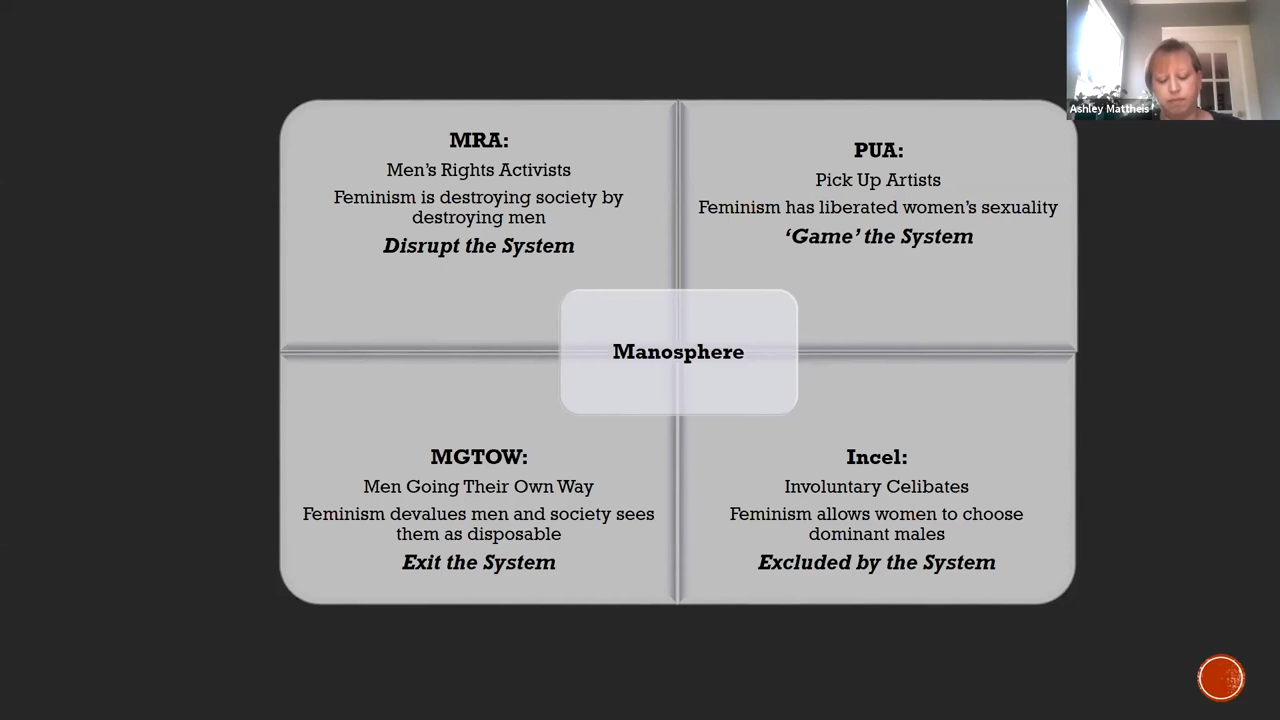 Ashley Mattheis
MRA:
Men's Rights Activists
Feminism is destroying society by
destroying men
Disrupt the System
PUA:
Pick Up Artists
Feminism has liberated women's sexuality
‘Game’ the System
Manosphere
MGTOW:
Men Going Their Own Way
Feminism devalues men and society sees
them as disposable
Exit the System
Incel:
Involuntary Celibates
Feminism allows women to choose
dominant males
Excluded by the System